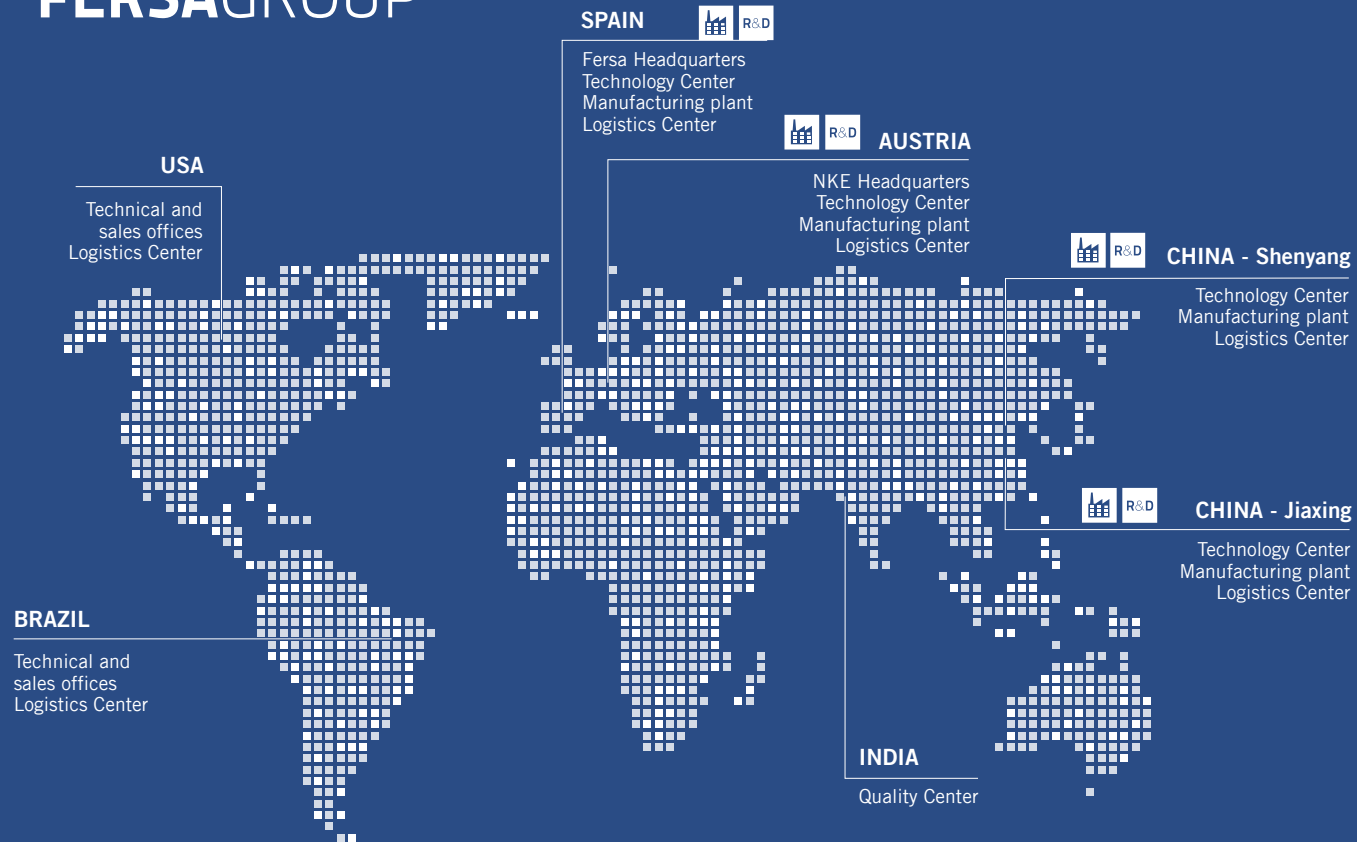 FERSAGROUP
SPAIN
R&D
Fersa Headquarters
Technology Center
Manufacturing plant
Logistics Center
R&D
AUSTRIA
NKE Headquarters
Technology Center
Manufacturing plant
Logistics Center
USA
Technical and
sales offices
Logistics Center
R&D
CHINA - Shenyang
Technology Center
Manufacturing plant
Logistics Center
R&D
CHINA - Jiaxing
Technology Center
Manufacturing plant
Logistics Center
BRAZIL
Technical and
sales offices
Logistics Center
INDIA
Quality Center